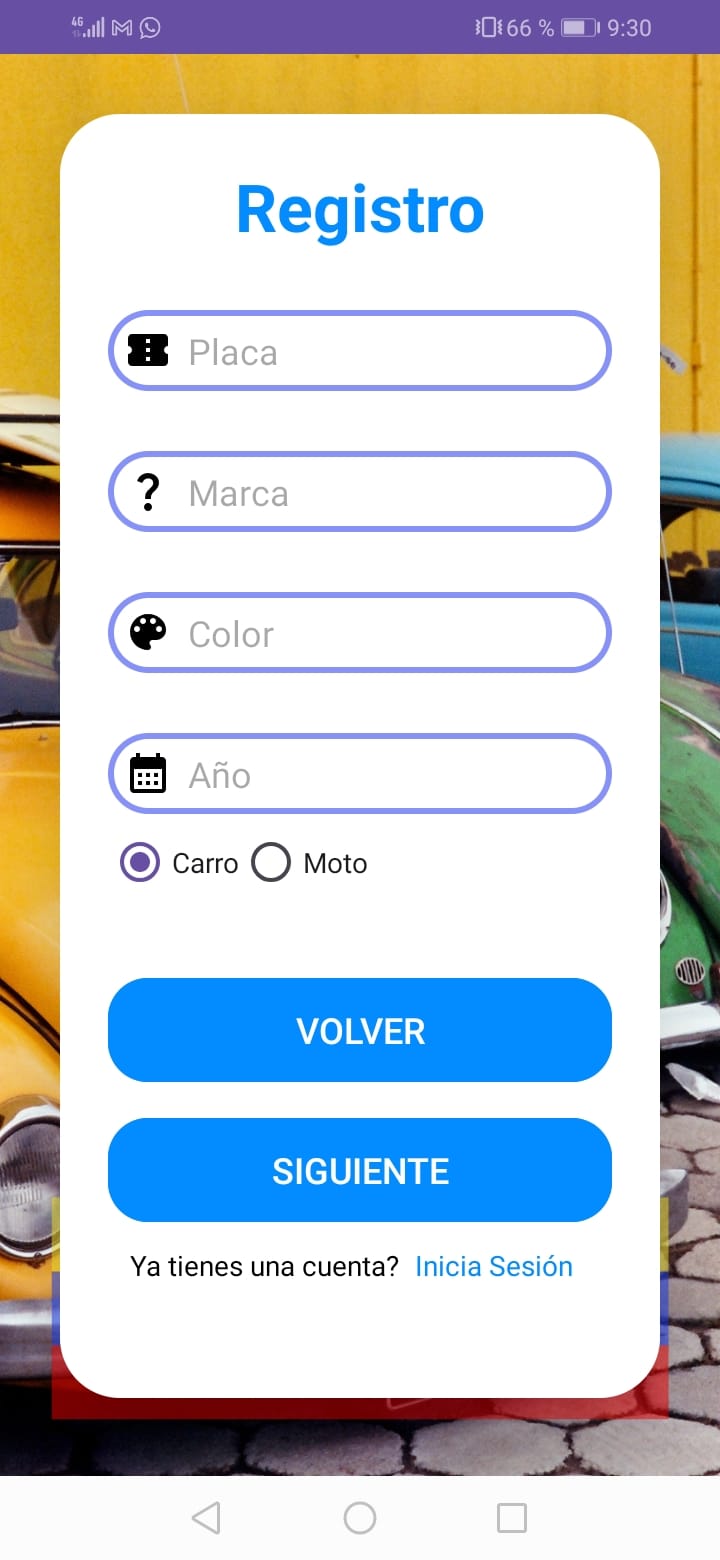 4G 66 % 9:30
Registro
Placa
? Marca
Color
Año
Carro Moto
VOLVER
SIGUIENTE
Ya tienes una cuenta? Inicia Sesión